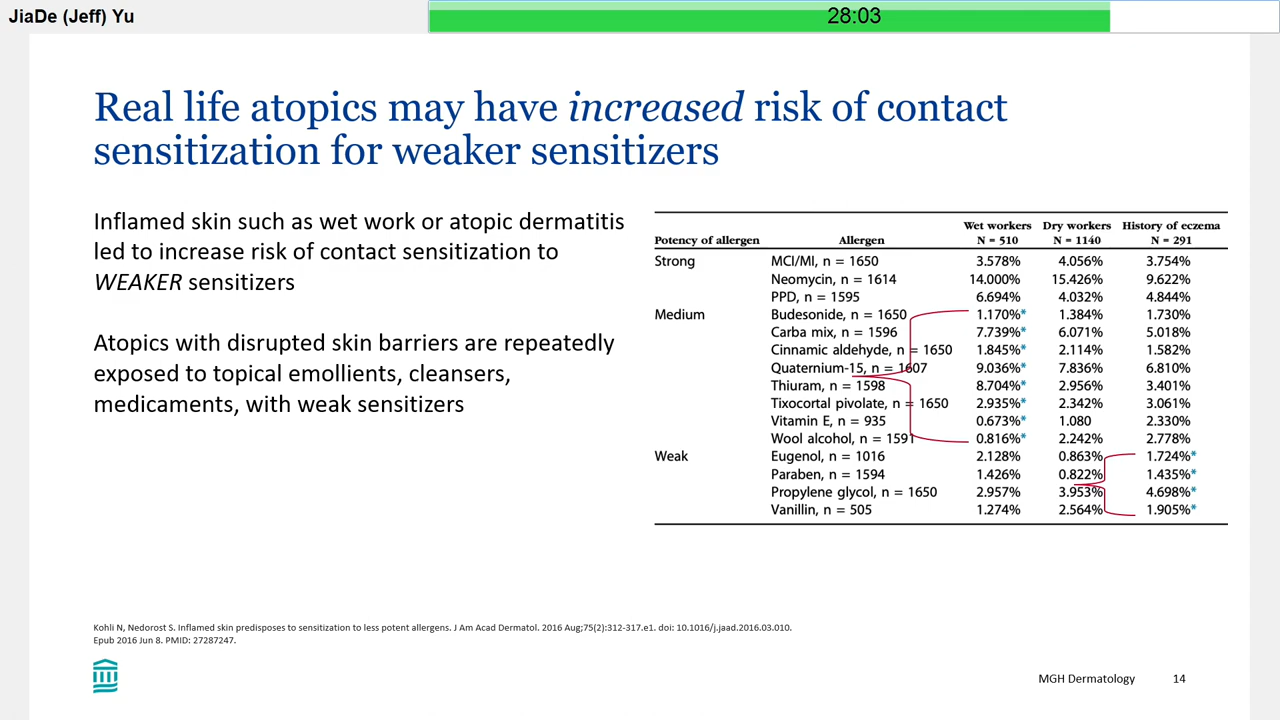 JiaDe (Jeff) Yu
28:03
Real life atopics may have increased risk of contact
sensitization for weaker sensitizers
Inflamed skin such as wet work or atopic dermatitis
led to increase risk of contact sensitization to
WEAKER sensitizers
Atopics with disrupted skin barriers are repeatedly
exposed to topical emollients, cleansers,
medicaments, with weak sensitizers
Wet workers Dry workers History of eczema
Potency of allergen Allergen N = 510 N = 1140 N = 291
Strong MCI/MI, n = 1650 3.578% 4.056% 3.754%
Neomycin, n = 1614 14.000% 15.426% 9.622%
PPD, n = 1595 6.694% 4.032% 4.844%
Medium Budesonide, n = 1650 1.170%* 1.384% 1.730%
Carba mix, n = 1596 7.739%* 6.071% 5.018%
Cinnamic aldehyde, n = 1650 1.845%* 2.114% 1.582%
Quaternium-15, n = 1607 9.036%* 7.836% 6.810%
Thiuram, n = 1598 8.704%* 2.956% 3.401%
Tixocortal pivolate, n = 1650 2.935%* 2.342% 3.061%
Vitamin E, n = 935 0.673%* 1.080 2.330%
Wool alcohol, n = 1591 0.816%* 2.242% 2.778%
Weak Eugenol, n = 1016 2.128% 0.863% 1.724%*
Paraben, n = 1594 1.426% 0.822% 1.435%*
Propylene glycol, n = 1650 2.957% 3.953% 4.698%*
Vanillin, n = 505 1.274% 2.564% 1.905%*
Kohli N, Nedorost S. Inflamed skin predisposes to sensitization to less potent allergens. J Am Acad Dermatol. 2016 Aug;75(2):312-317.e1. doi: 10.1016/j.jaad.2016.03.010.
Epub 2016 Jun 8. PMID: 27287247.
MGH Dermatology 14